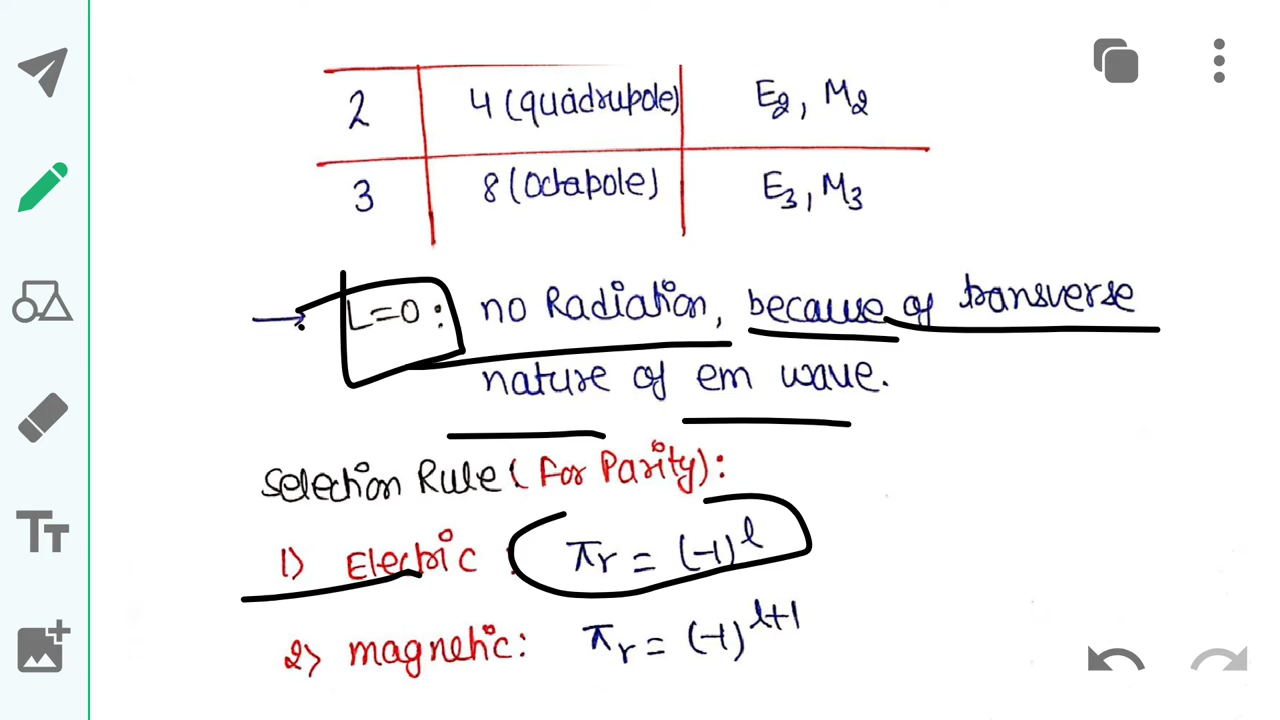 2 4 (quadrupole) E₂, M₂
3 8 (Octapole) E₃, M₃
→ L=0: no Radiation, because of transverse
nature of em wave.
Selection Rule (For Parity):
1) Electric : πr = (-1)^l
2) magnetic: πr = (-1)^l+1
TT